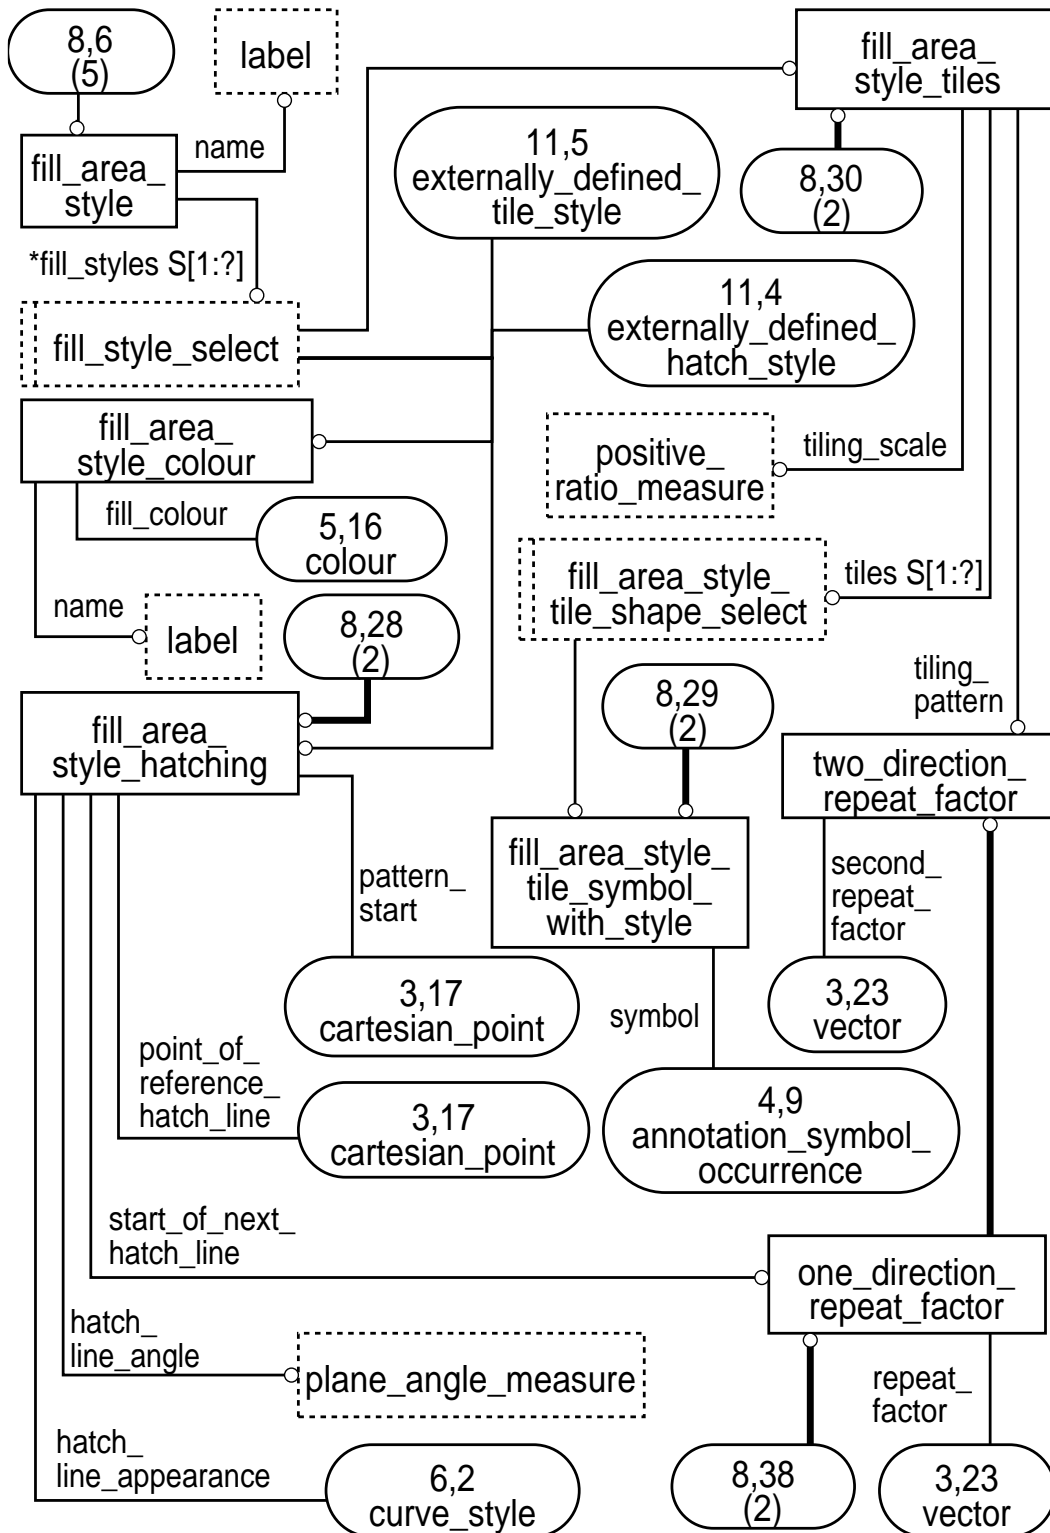 8,6
(5)
label
fill_area_
style_tiles
name
fill_area_
style
11,5
externally_defined_
tile_style
8,30
(2)
*fill_styles S[1:?]
fill_style_select
11,4
externally_defined_
hatch_style
fill_area_
style_colour
positive_
ratio_measure
tiling_scale
fill_colour
5,16
colour
fill_area_style_
tile_shape_select
tiles S[1:?]
name
label
8,28
(2)
8,29
(2)
tiling_
pattern
fill_area_
style_hatching
two_direction_
repeat_factor
pattern_
start
fill_area_style_
tile_symbol_
with_style
second_
repeat_
factor
3,17
cartesian_point
symbol
3,23
vector
point_of_
reference_
hatch_line
3,17
cartesian_point
4,9
annotation_symbol_
occurrence
start_of_next_
hatch_line
one_direction_
repeat_factor
hatch_
line_angle
plane_angle_measure
repeat_
factor
hatch_
line_appearance
6,2
curve_style
8,38
(2)
3,23
vector